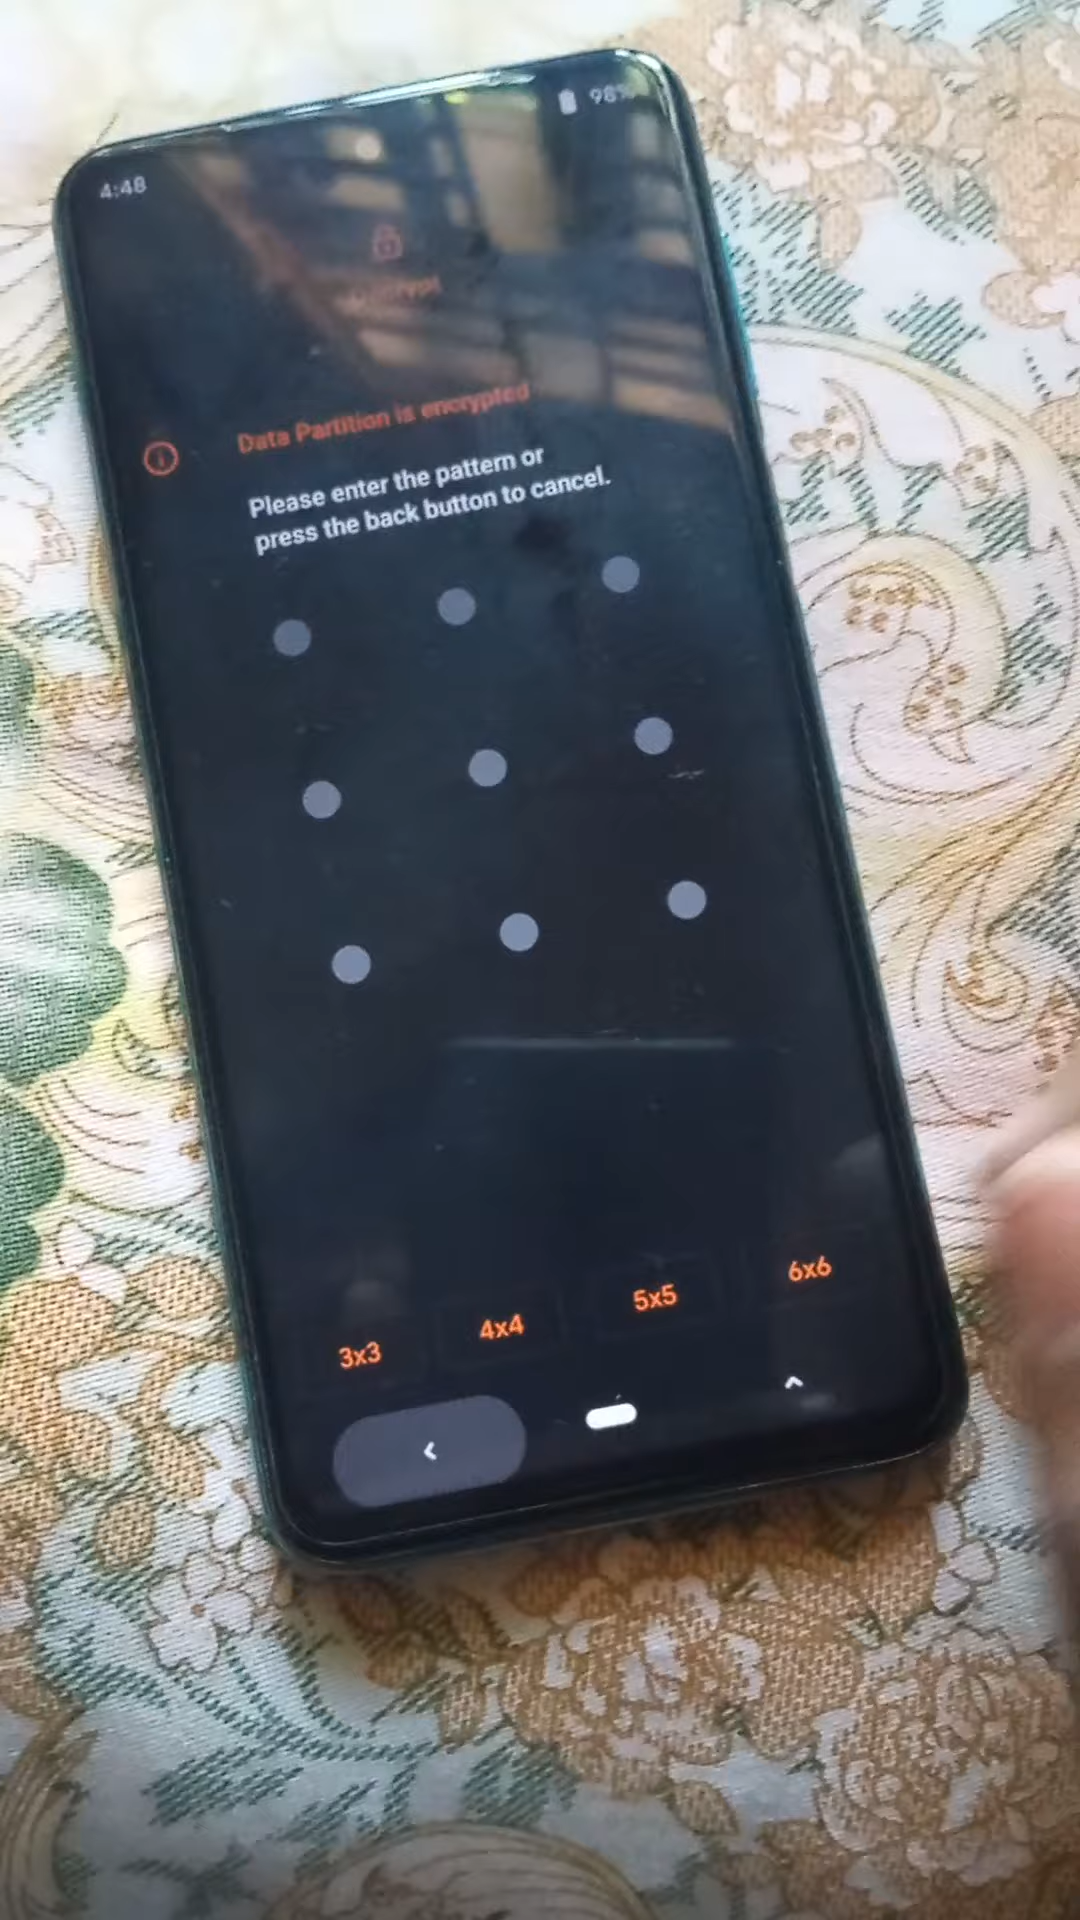 4:48
98%
Data Partition is encrypted
Please enter the pattern or
press the back button to cancel.
3x3
4x4
5x5
6x6